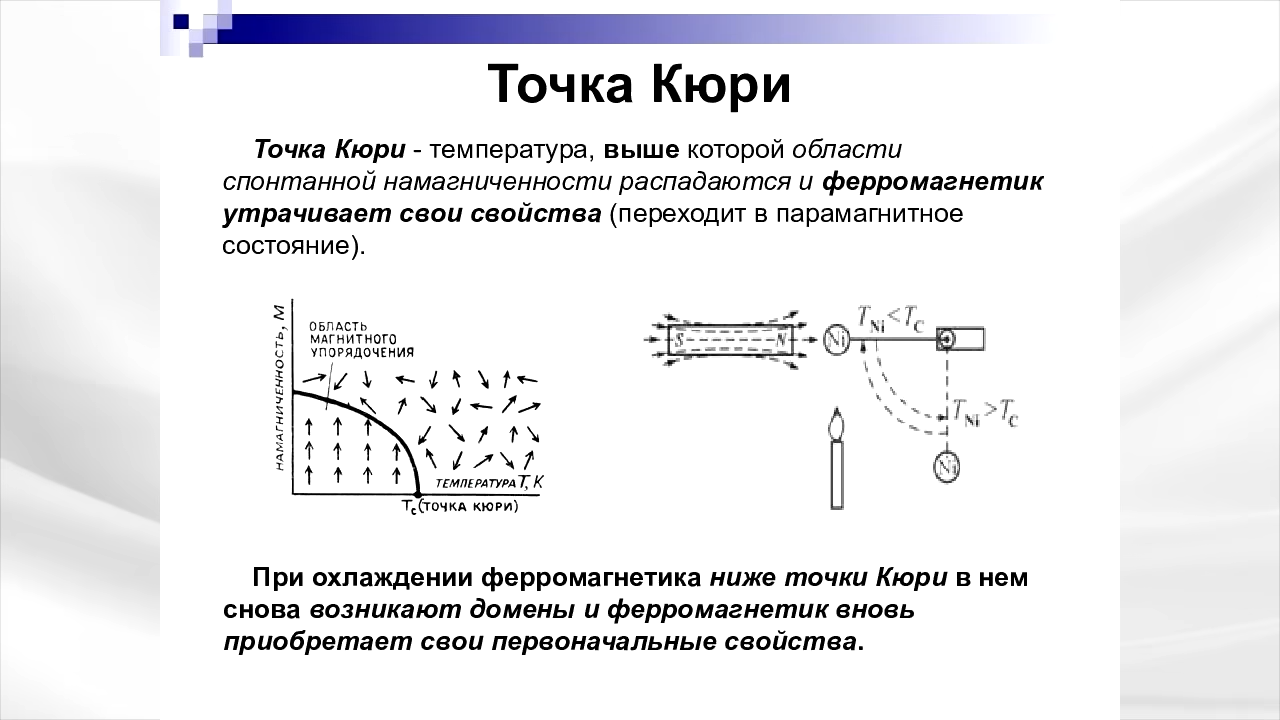 Точка Кюри
Точка Кюри - температура, выше которой области
спонтанной намагниченности распадаются и ферромагнетик
утрачивает свои свойства (переходит в парамагнитное
состояние).
НАМАГНИЧЕННОСТЬ, М
ОБЛАСТЬ
МАГНИТНОГО
УПОРЯДОЧЕНИЯ
ТЕМПЕРАТУРА T, К
Tc (ТОЧКА КЮРИ)
S
N
Ni
TNi<TC
TNi>TC
Ni
При охлаждении ферромагнетика ниже точки Кюри в нем
снова возникают домены и ферромагнетик вновь
приобретает свои первоначальные свойства.